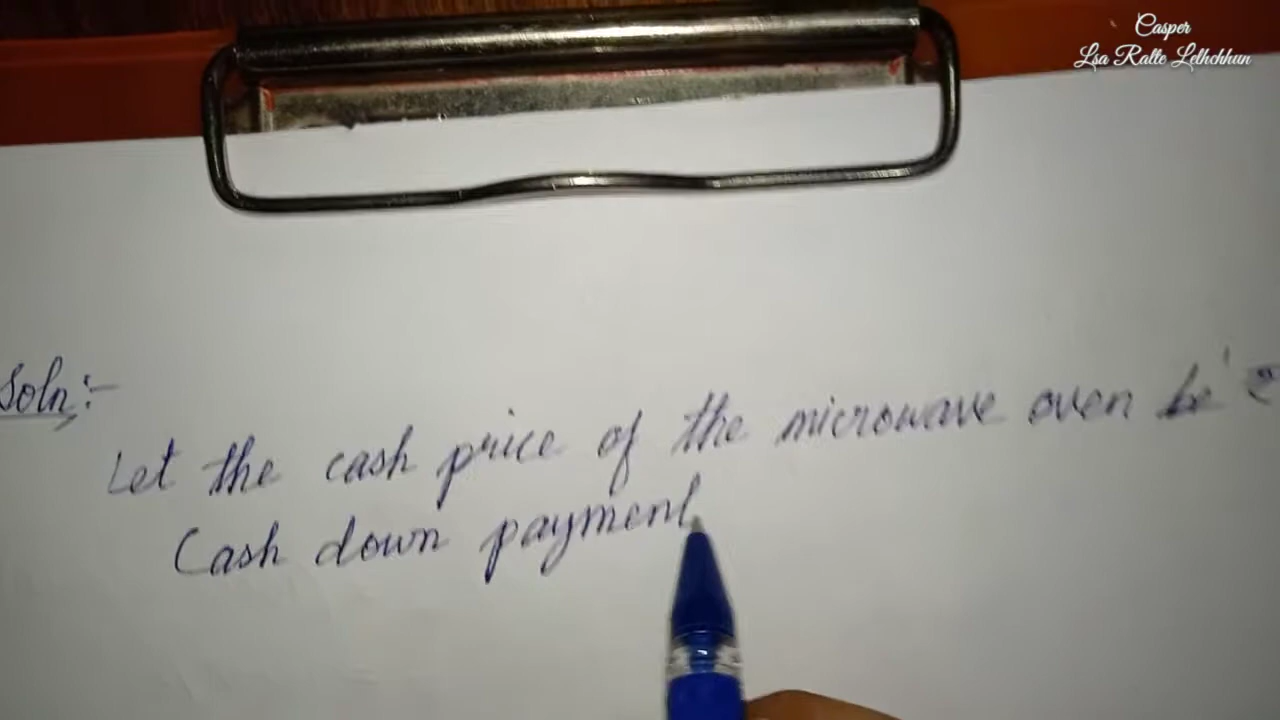 Casper
Lsa Ralte Lelhchhun
Soln:-
Let the cash price of the microwave oven be ₹
Cash down payment